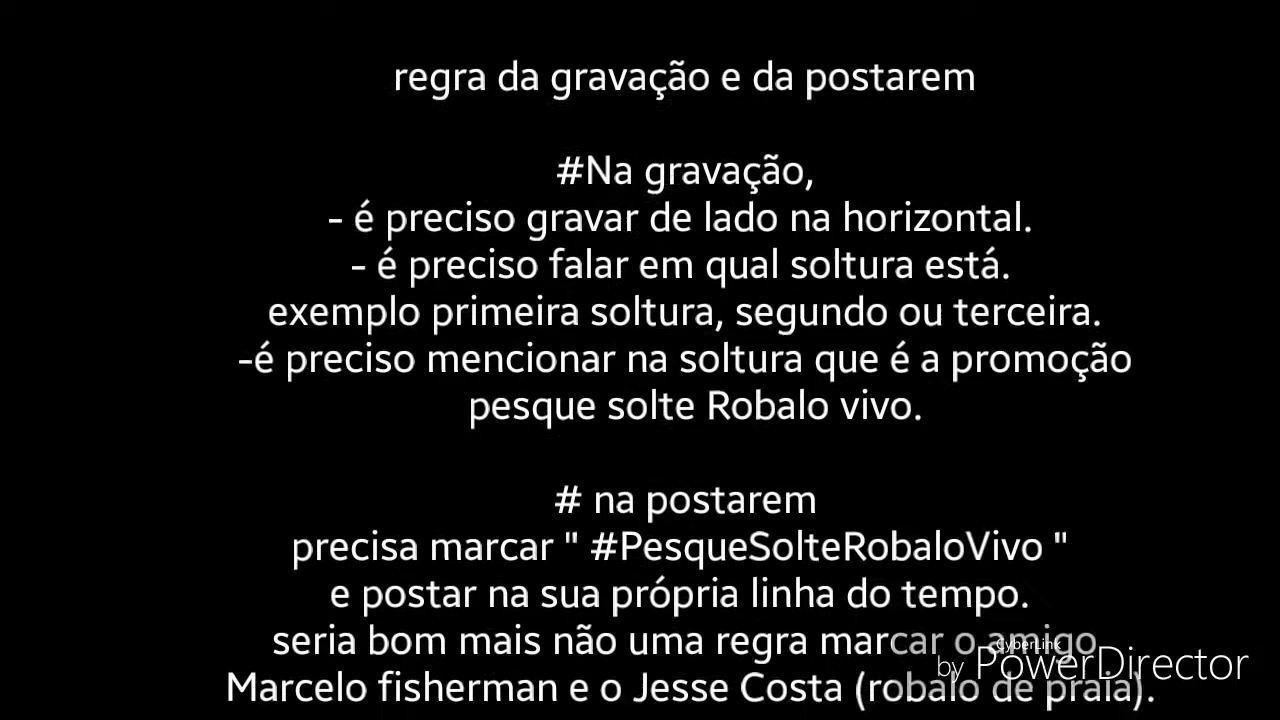 regra da gravação e da postarem
#Na gravação,
- é preciso gravar de lado na horizontal.
- é preciso falar em qual soltura está.
exemplo primeira soltura, segundo ou terceira.
-é preciso mencionar na soltura que é a promoção
pesque solte Robalo vivo.
# na postarem
precisa marcar " #PesqueSolteRobaloVivo "
e postar na sua própria linha do tempo.
seria bom mais não uma regra marcar o amigo
Marcelo fisherman e o Jesse Costa (robalo de praia).
CyberLink
by PowerDirector